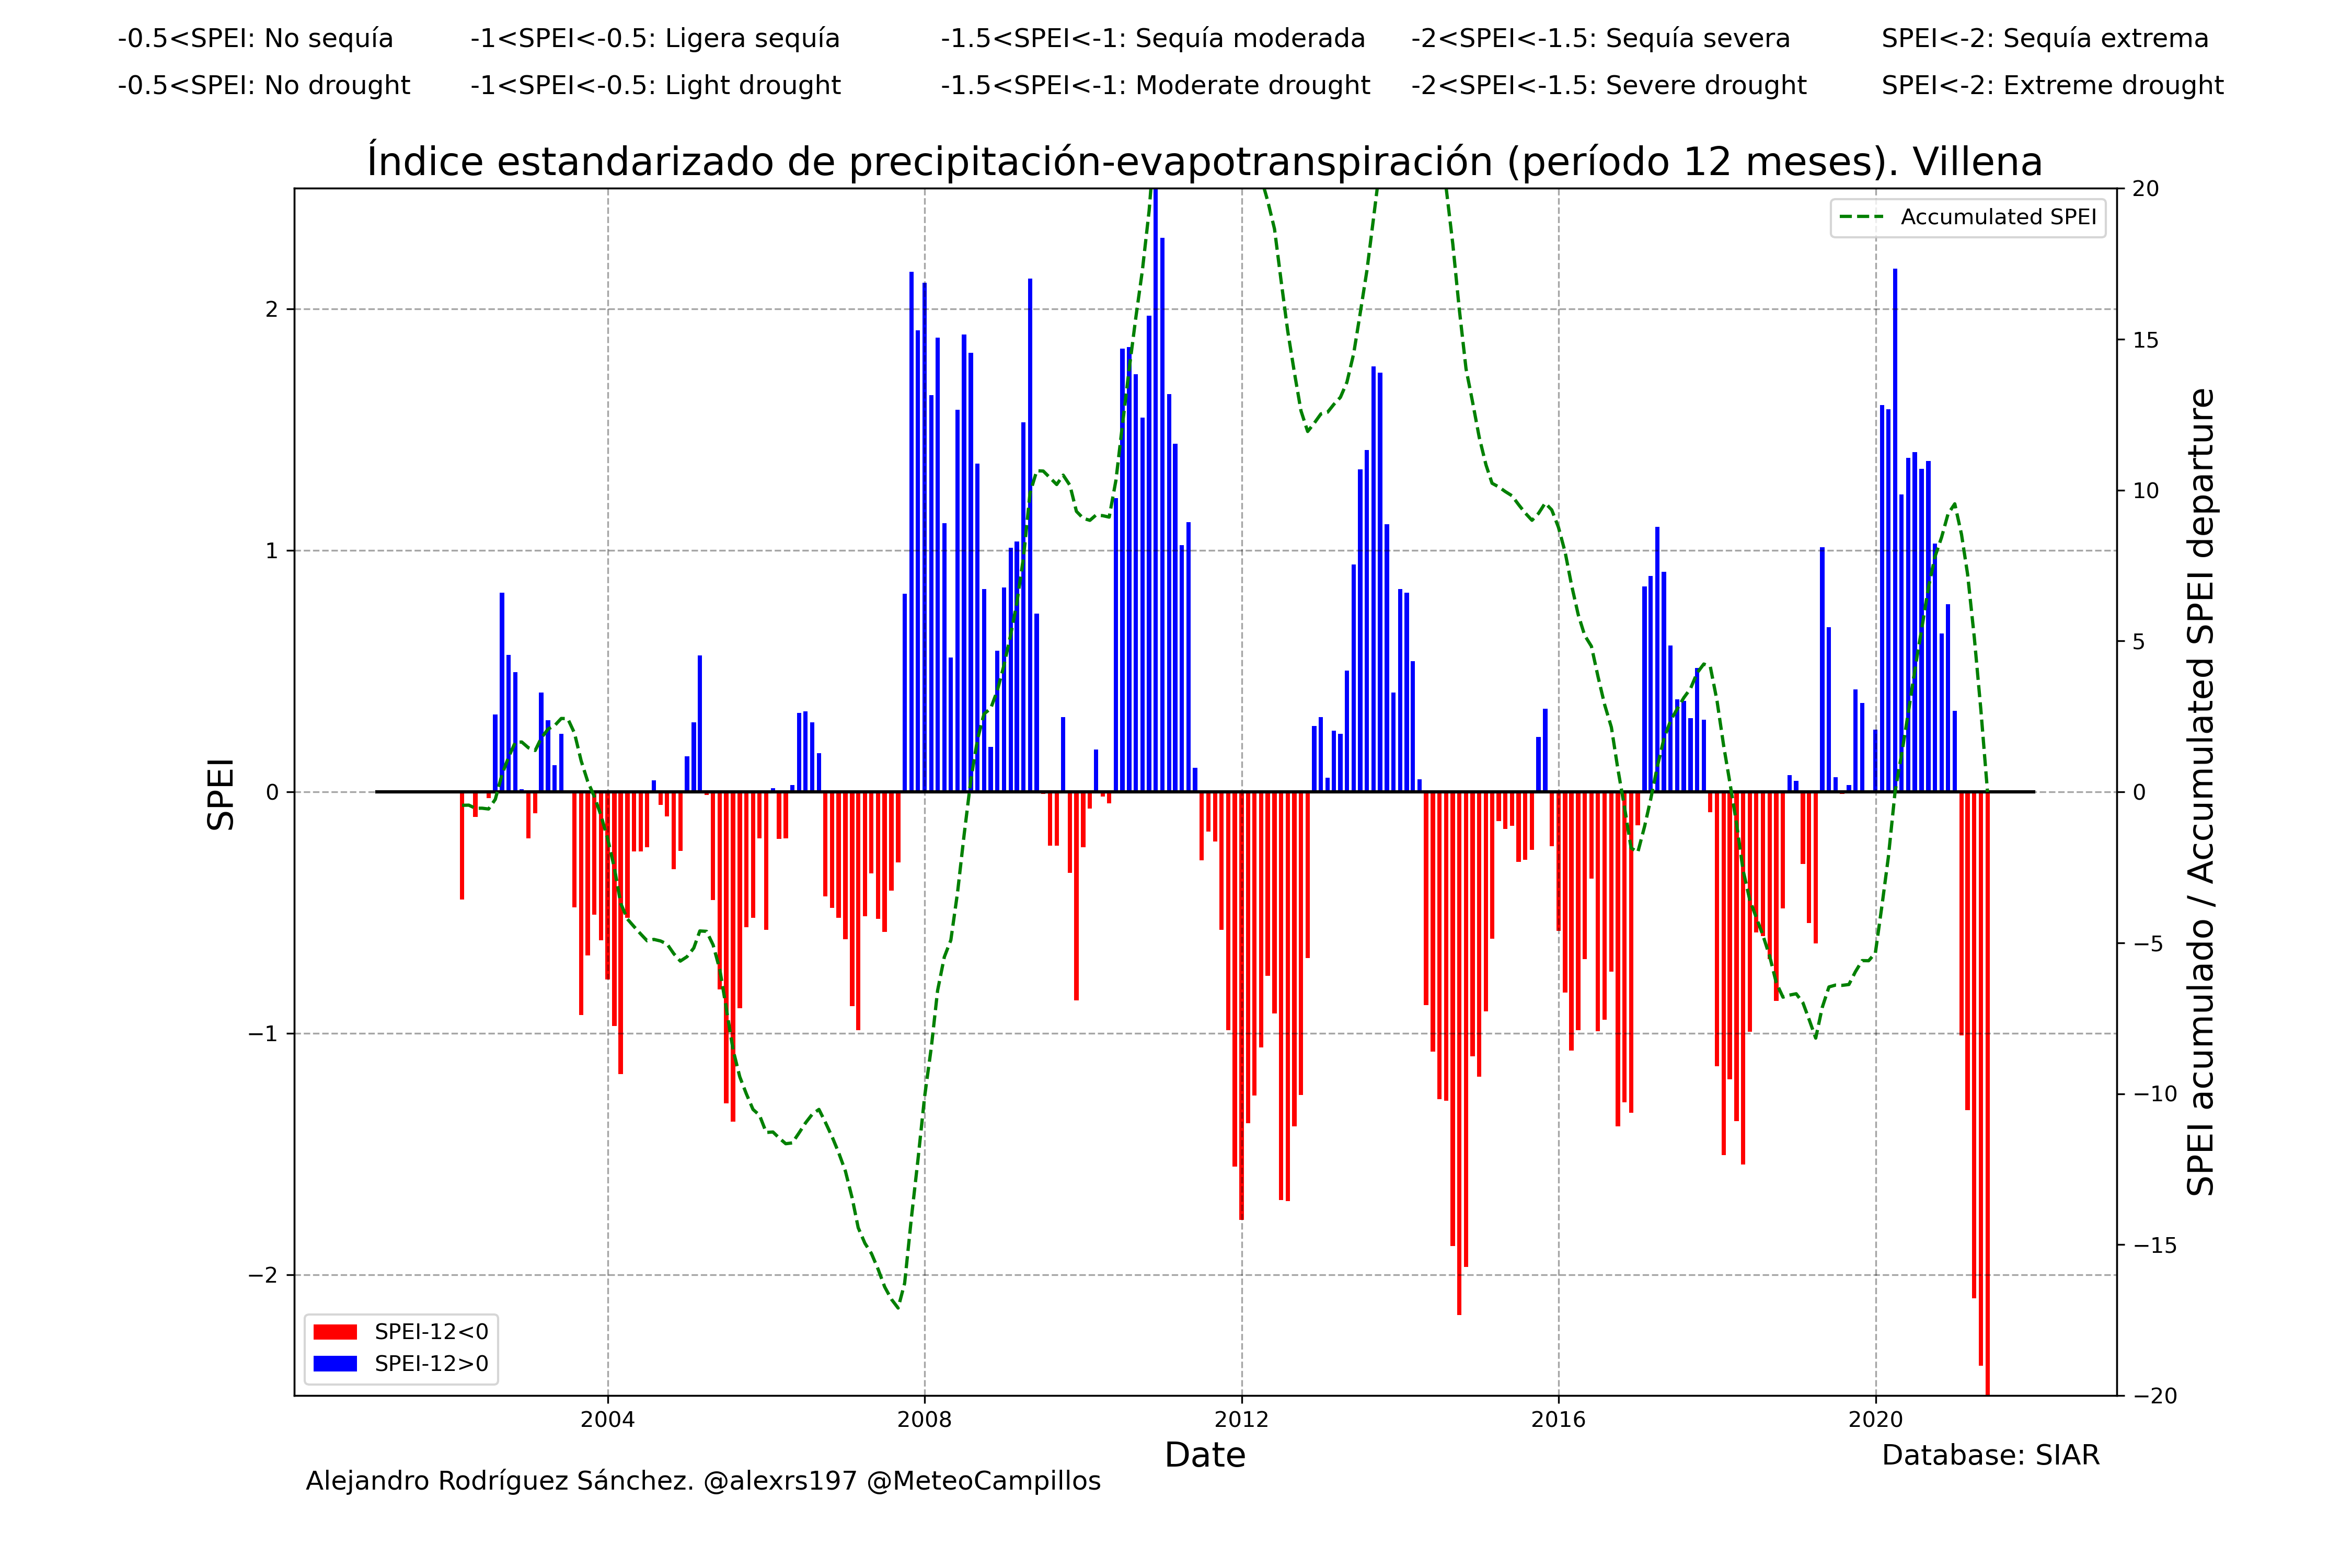 -0.5<SPEI: No sequía -1<SPEI<-0.5: Ligera sequía -1.5<SPEI<-1: Sequía moderada -2<SPEI<-1.5: Sequía severa SPEI<-2: Sequía extrema
-0.5<SPEI: No drought -1<SPEI<-0.5: Light drought -1.5<SPEI<-1: Moderate drought -2<SPEI<-1.5: Severe drought SPEI<-2: Extreme drought
Índice estandarizado de precipitación-evapotranspiración (período 12 meses). Villena
Accumulated SPEI
SPEI
2
1
0
−1
−2
20
15
10
5
0
−5
−10
−15
−20
SPEI acumulado / Accumulated SPEI departure
SPEI-12<0
SPEI-12>0
2004 2008 2012 2016 2020
Date
Database: SIAR
Alejandro Rodríguez Sánchez. @alexrs197 @MeteoCampillos